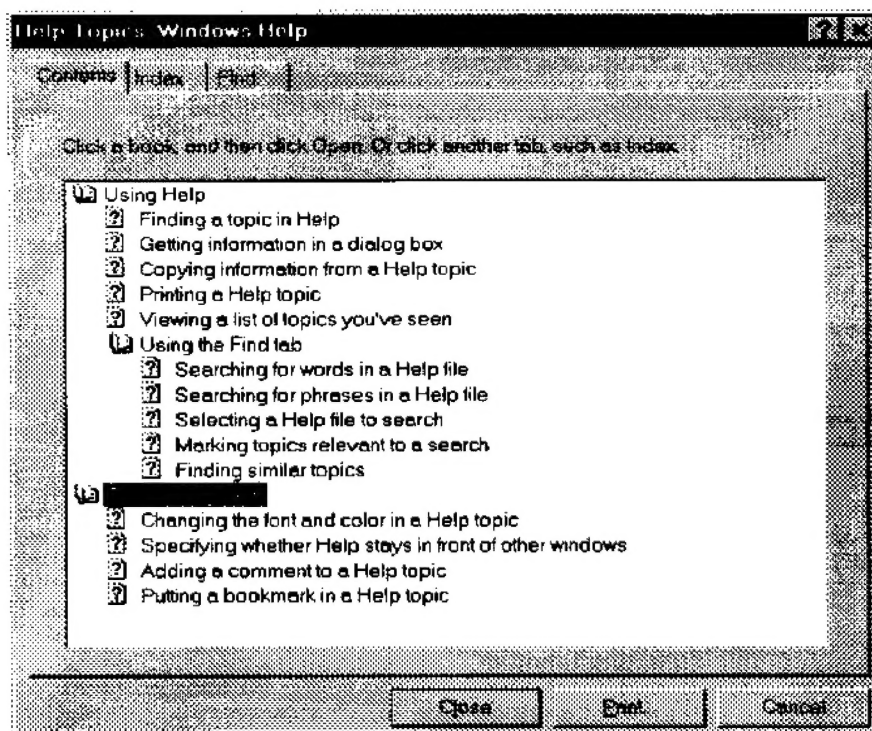 Help Topics: Windows Help
Contents Index Find
Click a book, and then click Open. Or click another tab, such as Index.
Using Help
Finding a topic in Help
Getting information in a dialog box
Copying information from a Help topic
Printing a Help topic
Viewing a list of topics you've seen
Using the Find tab
Searching for words in a Help file
Searching for phrases in a Help file
Selecting a Help file to search
Marking topics relevant to a search
Finding similar topics
Changing the font and color in a Help topic
Specifying whether Help stays in front of other windows
Adding a comment to a Help topic
Putting a bookmark in a Help topic
Close Print... Cancel